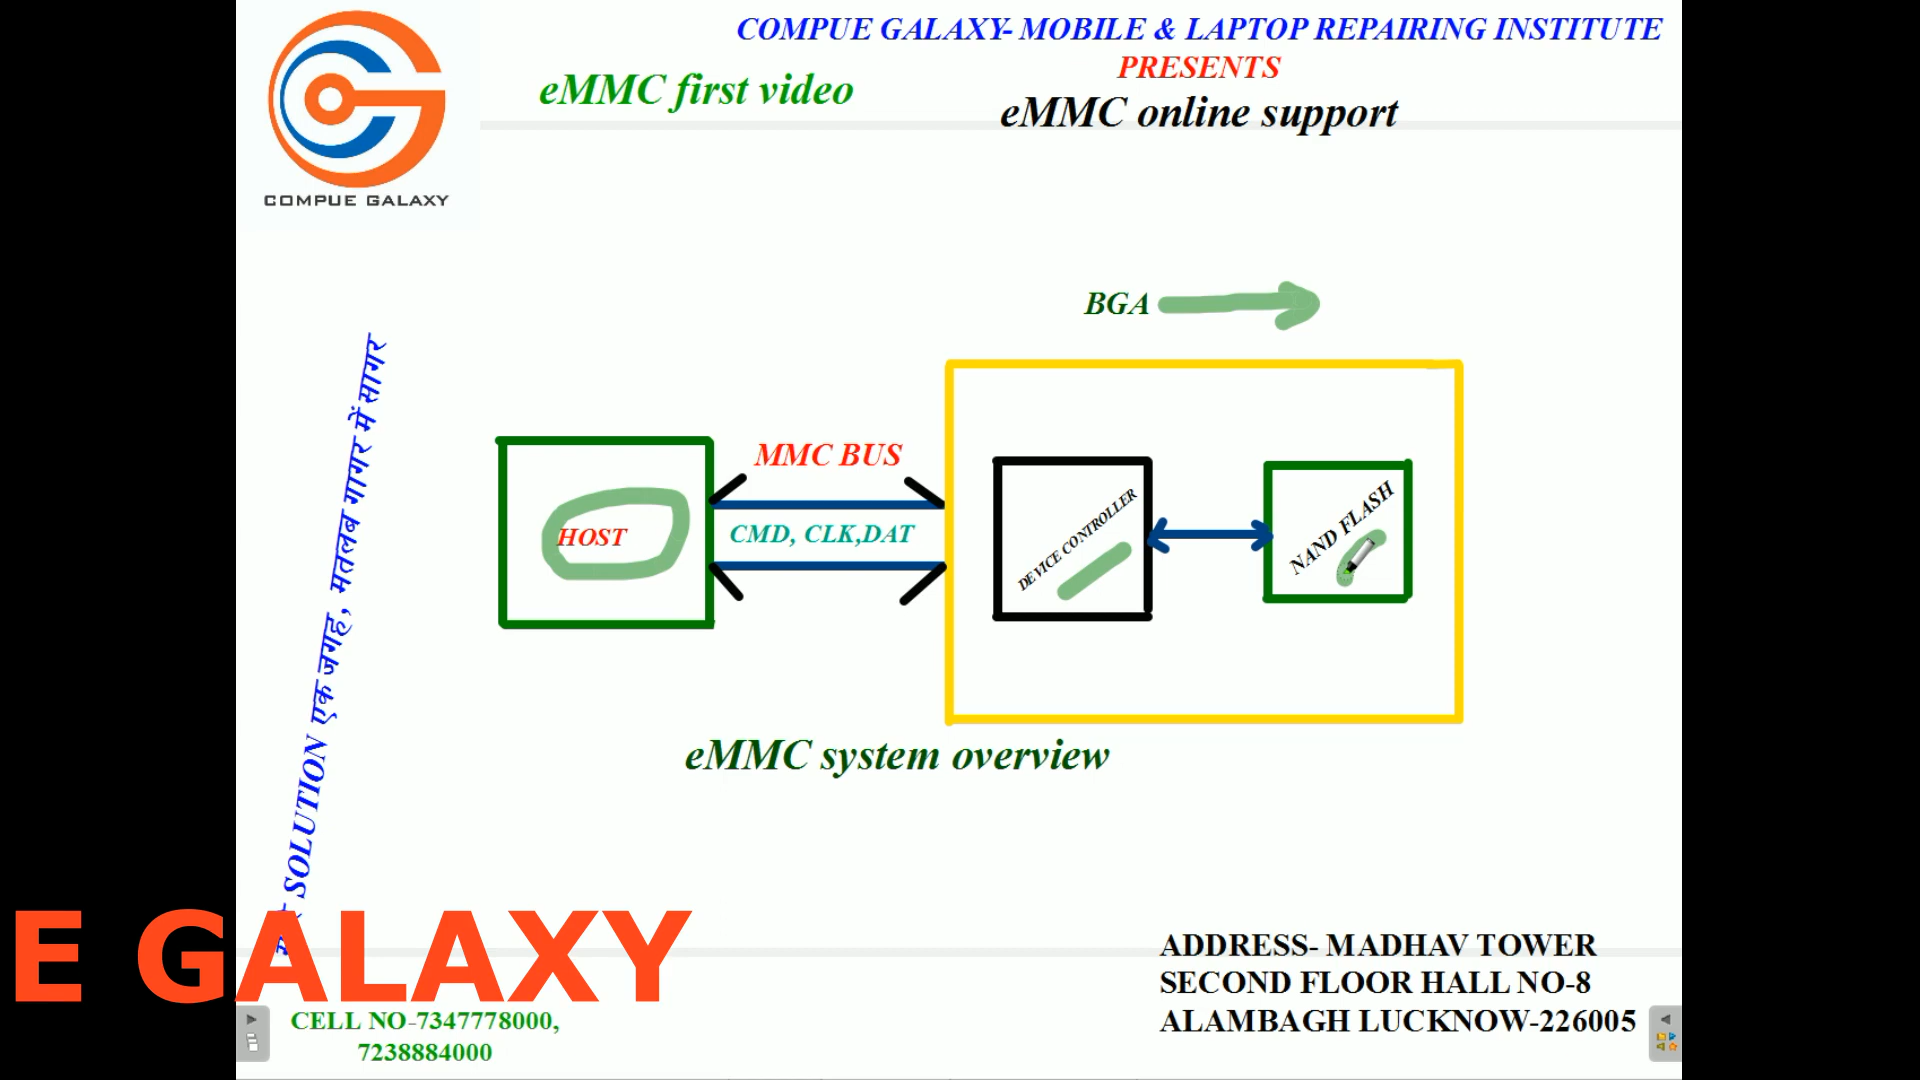 COMPUE GALAXY- MOBILE & LAPTOP REPAIRING INSTITUTE
PRESENTS
eMMC first video
eMMC online support
COMPUE GALAXY
BGA
MMC BUS
HOST
CMD, CLK,DAT
DEVICE CONTROLLER
NAND FLASH
SOLUTION एक जगह, मतलब गागर में सागर
eMMC system overview
E GALAXY
ADDRESS- MADHAV TOWER
SECOND FLOOR HALL NO-8
ALAMBAGH LUCKNOW-226005
CELL NO-7347778000,
7238884000